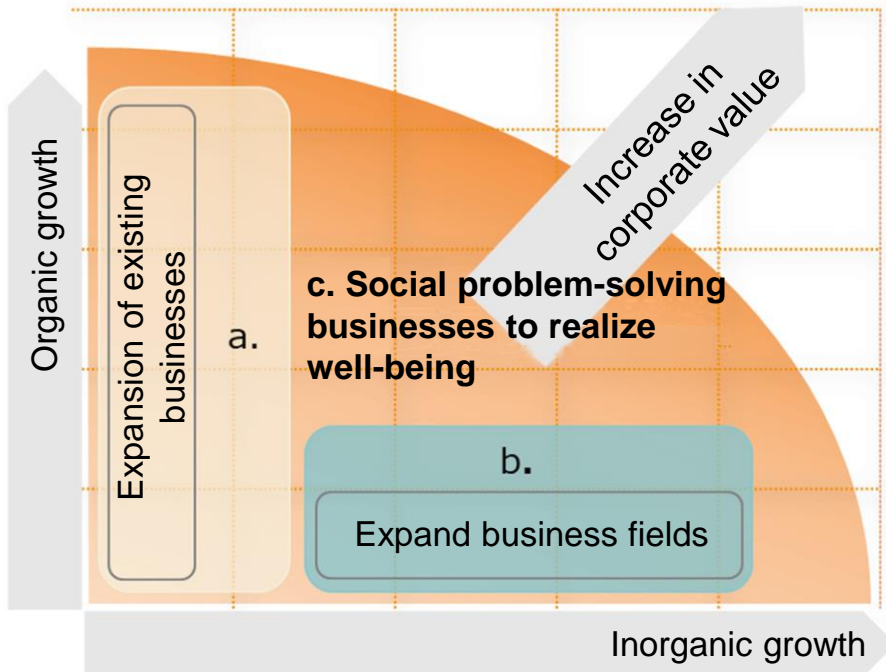 Organic growth
Expansion of existing
businesses
a.
Increase in
corporate value
c. Social problem-solving
businesses to realize
well-being
b.
Expand business fields
Inorganic growth